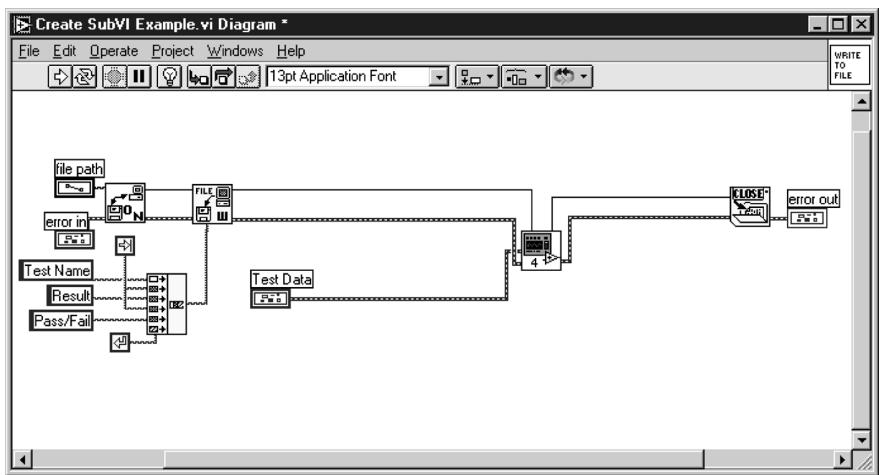 Create SubVI Example.vi Diagram *
File Edit Operate Project Windows Help
WRITE
TO
FILE
13pt Application Font
file path
FILE
CLOSE
error out
O
N
error in
Test Name
Test Data
4
Result
Pass/Fail